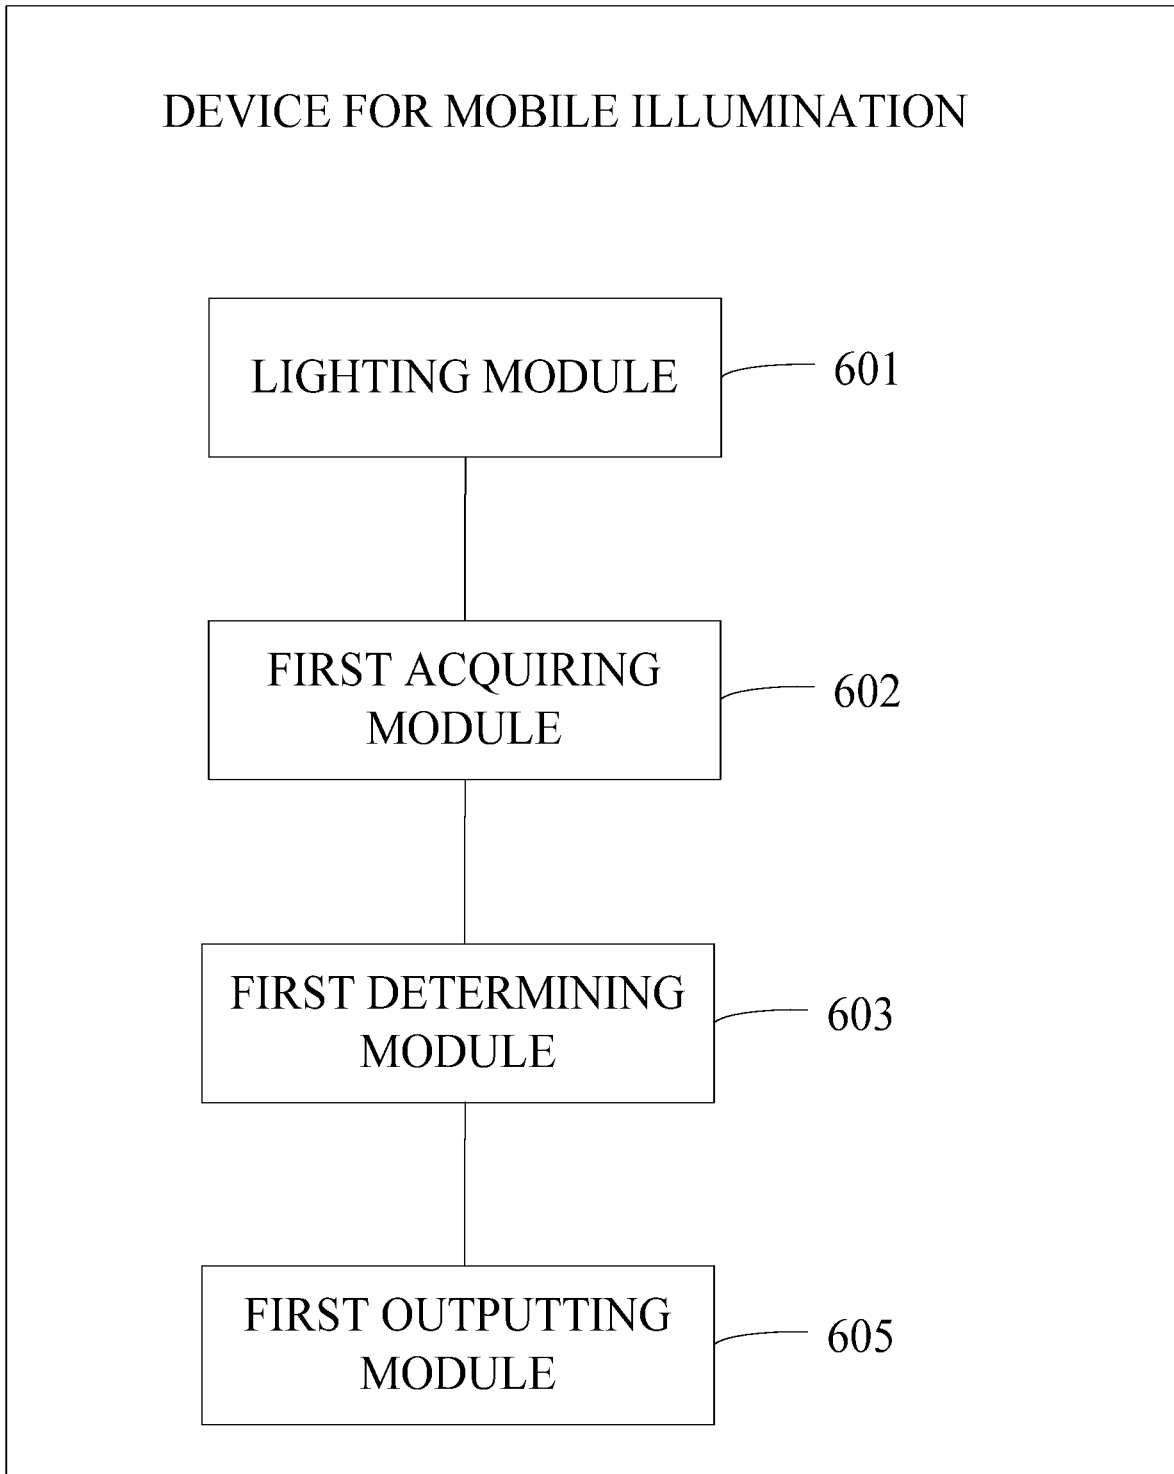 DEVICE FOR MOBILE ILLUMINATION
LIGHTING MODULE
601
FIRST ACQUIRING
MODULE
602
FIRST DETERMINING
MODULE
603
FIRST OUTPUTTING
MODULE
605